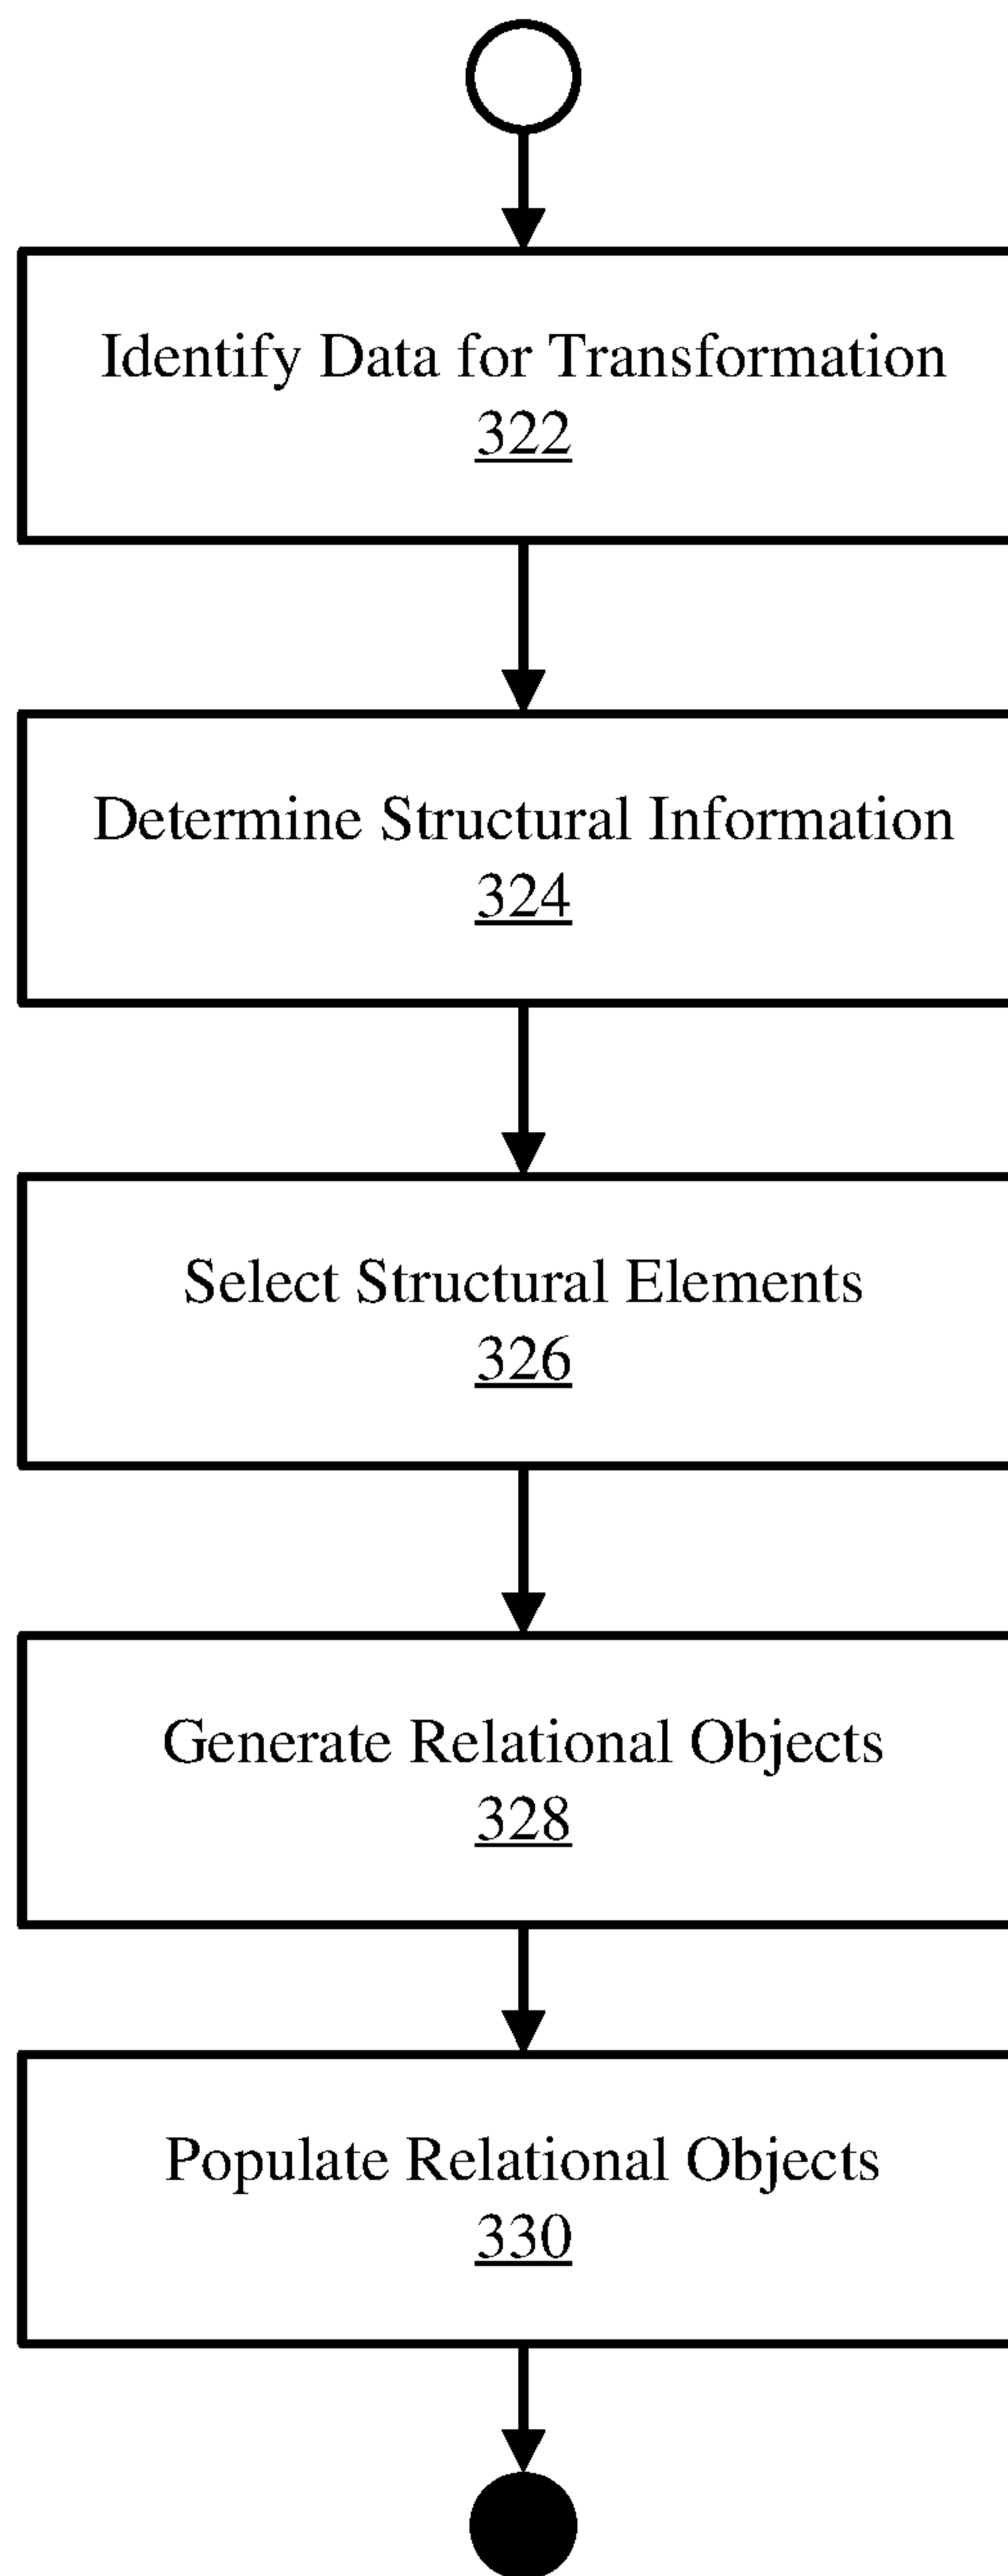 Identify Data for Transformation
322
Determine Structural Information
324
Select Structural Elements
326
Generate Relational Objects
328
Populate Relational Objects
330